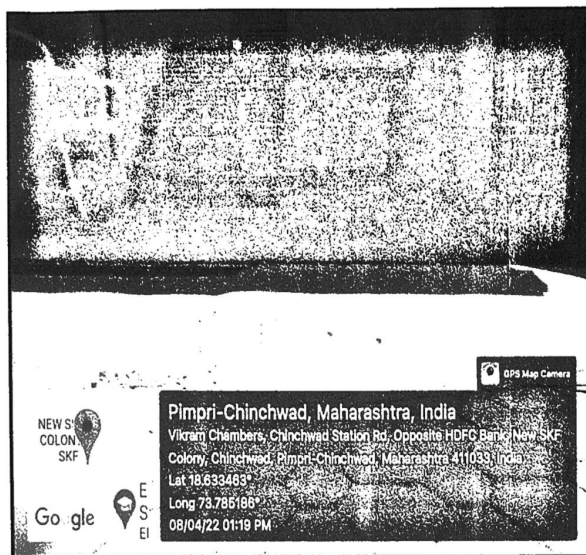 GPS Map Camera
NEW S'
COLON
SKF
Pimpri-Chinchwad, Maharashtra, India
Vikram Chambers, Chinchwad Station Rd, Opposite HDFC Bank, New SKF
Colony, Chinchwad, Pimpri-Chinchwad, Maharashtra 411033, India
Lat 18.633463°
Long 73.785186°
08/04/22 01:19 PM
Google
E
S
EI